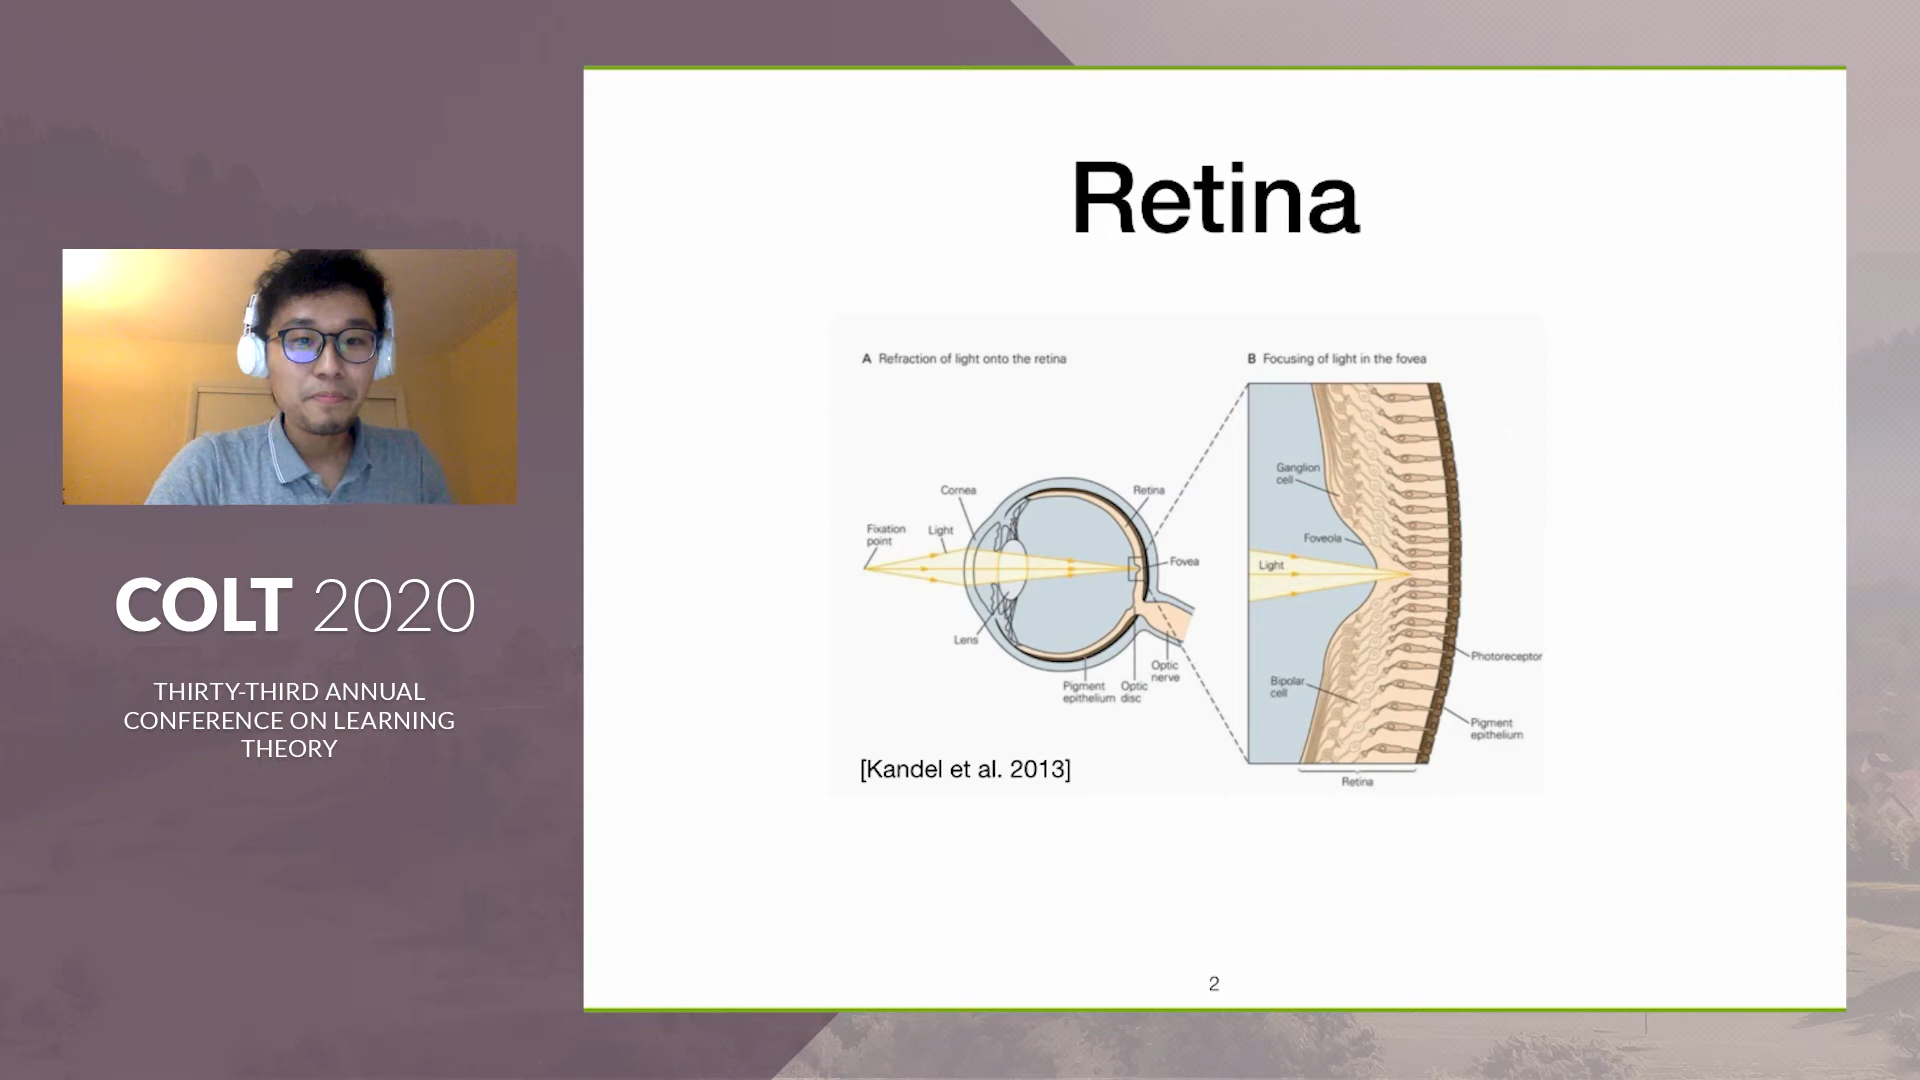 COLT 2020
THIRTY-THIRD ANNUAL
CONFERENCE ON LEARNING
THEORY
Retina
A Refraction of light onto the retina
Cornea
Retina
Fixation
point
Light
Fovea
Lens
Optic
nerve
Pigment
epithelium
Optic
disc
[Kandel et al. 2013]
B Focusing of light in the fovea
Ganglion
cell
Foveola
Light
Photoreceptor
Bipolar
cell
Pigment
epithelium
Retina
2